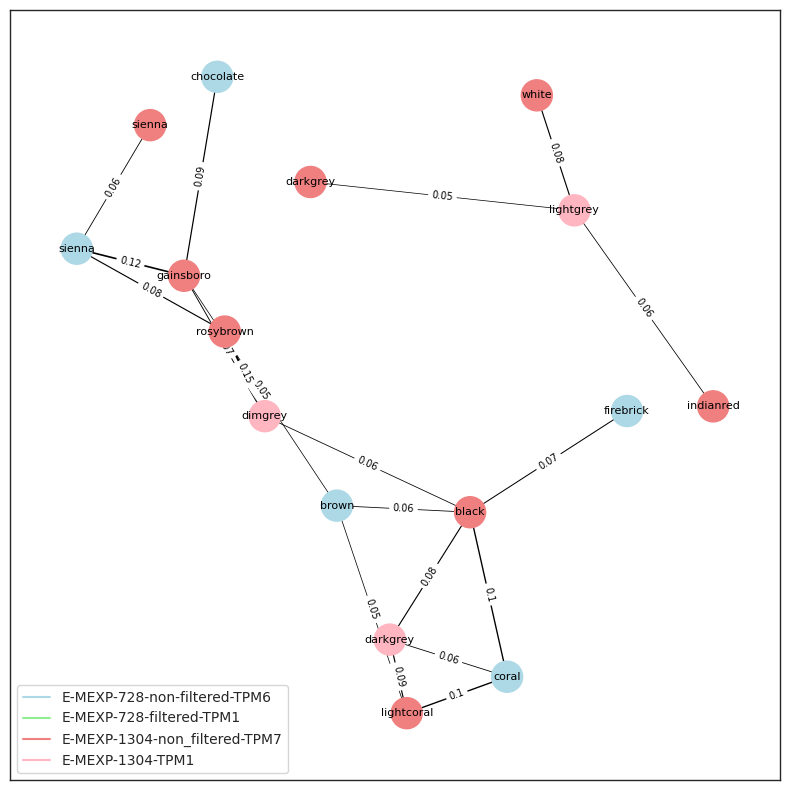 chocolate
white
sienna
0.08
0.09
darkgrey
0.06
0.05
lightgrey
sienna
0.12
gainsboro
0.08
0.06
rosybrown
0.15
0.05
indianred
firebrick
dimgrey
0.06
0.07
brown
0.06
black
0.08
0.1
0.05
darkgrey
0.06
0.09
coral
0.1
lightcoral
E-MEXP-728-non-filtered-TPM6
E-MEXP-728-filtered-TPM1
E-MEXP-1304-non_filtered-TPM7
E-MEXP-1304-TPM1